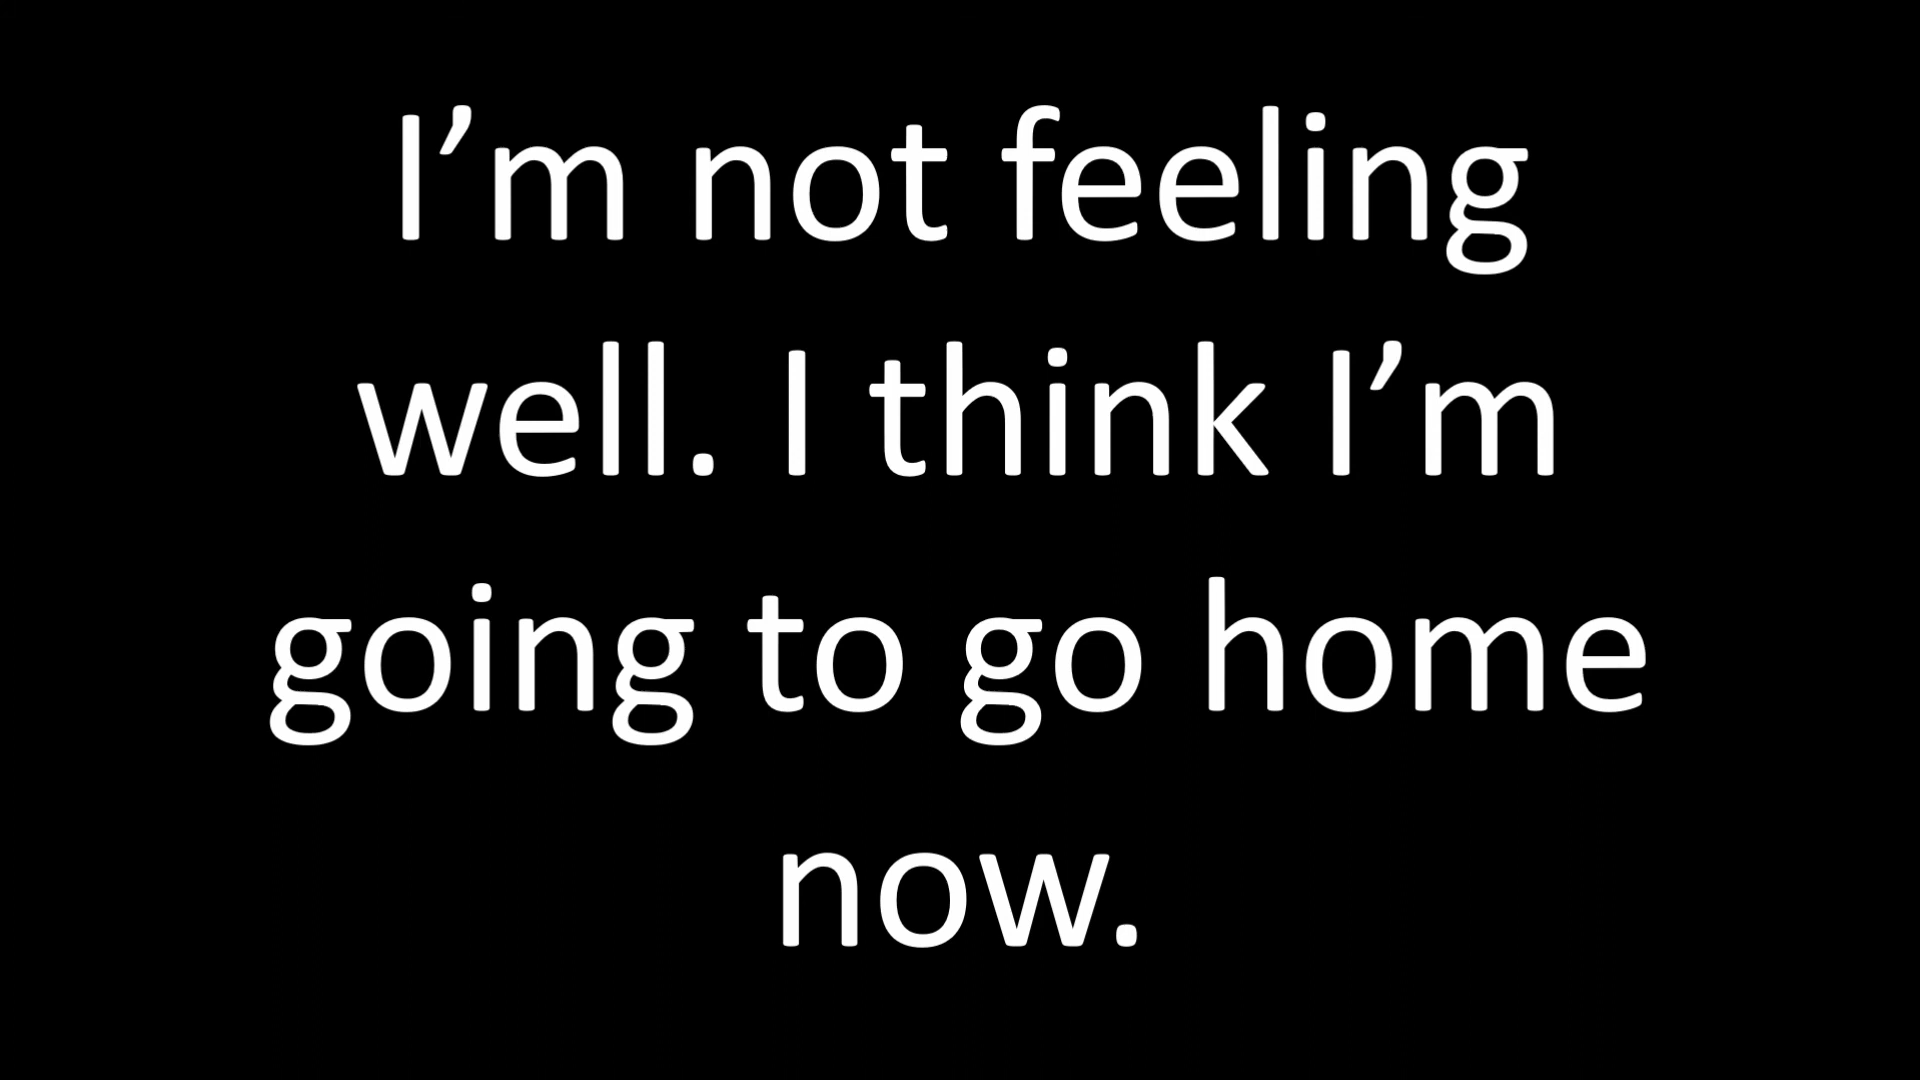 I’m not feeling
well. I think I’m
going to go home
now.